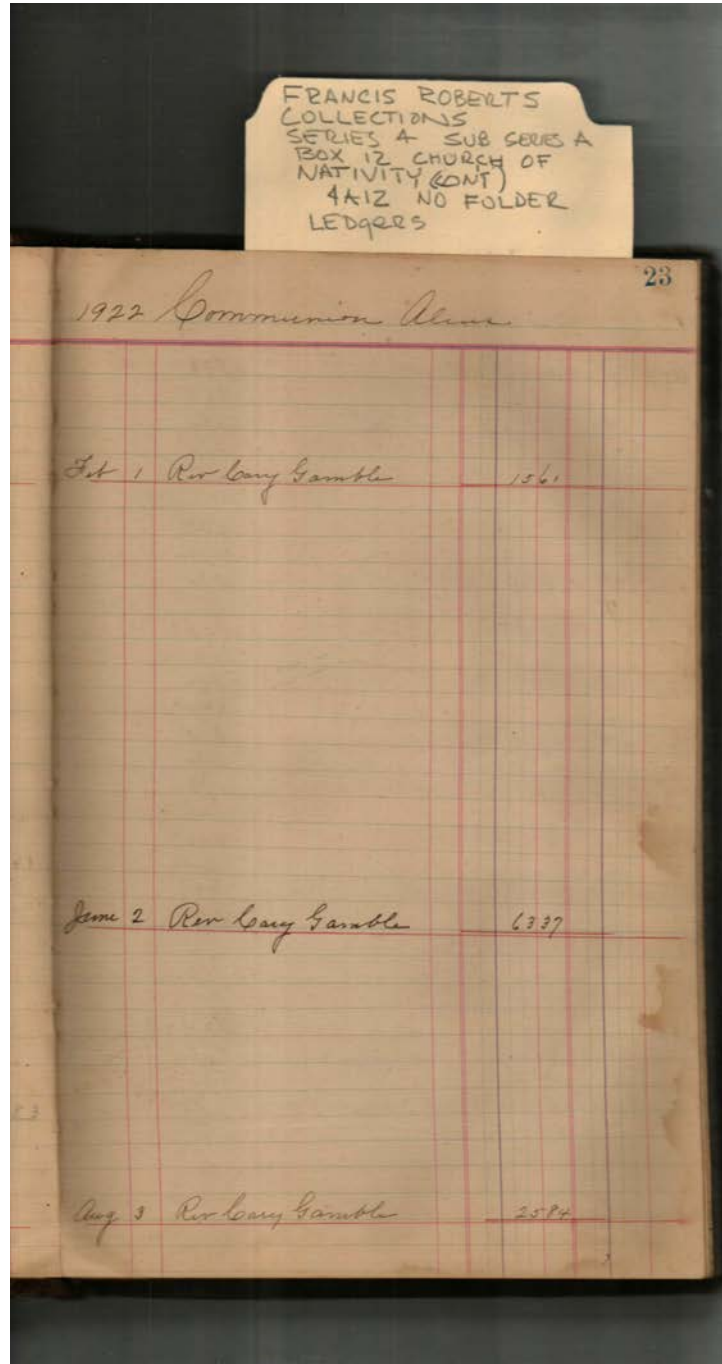 FRANCIS ROBERTS
COLLECTIONS
SERIES 4 SUB SERIES A
BOX 12 CHURCH OF
NATIVITY (CONT)
4A12 NO FOLDER
LEDgERS
23
1922 Communion Alms
Feb 1 Rev Cary Gamble 1561
June 2 Rev Cary Gamble 6337
Aug 3 Rev Cary Gamble 2584